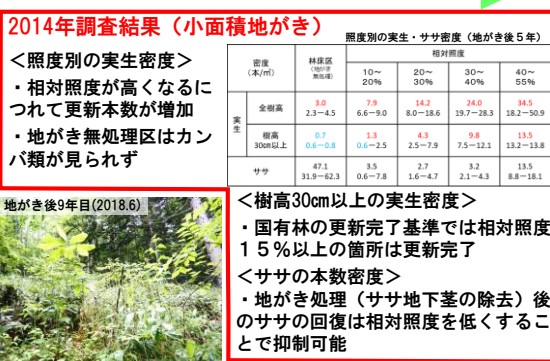 2014年調査結果（小面積地がき）
＜照度別の実生密度＞
・相対照度が高くなるに
つれて更新本数が増加
・地がき無処理区はカン
バ類が見られず
照度別の実生・ササ密度（地がき後５年）
密度
（本/㎡）
林床区
（地がき
無処理）
相対照度
10～
20%
20～
30%
30～
40%
40～
55%
実生
全樹高
3.0 7.9 14.2 24.0 34.5
2.3－4.5 6.6－9.0 8.0－18.6 19.7－28.3 18.2－50.9
樹高
30㎝以上
0.7 1.3 4.3 9.8 13.5
0.6－0.8 0.6－2.5 2.5－7.9 7.5－12.1 13.2－13.8
ササ
47.1 3.5 2.7 3.2 13.5
31.9－62.3 0.6－7.8 1.6－4.7 2.1－4.3 8.8－18.1
地がき後9年目(2018.6)
＜樹高30㎝以上の実生密度＞
・国有林の更新完了基準では相対照度
１５％以上の箇所は更新完了
＜ササの本数密度＞
・地がき処理（ササ地下茎の除去）後
のササの回復は相対照度を低くするこ
とで抑制可能